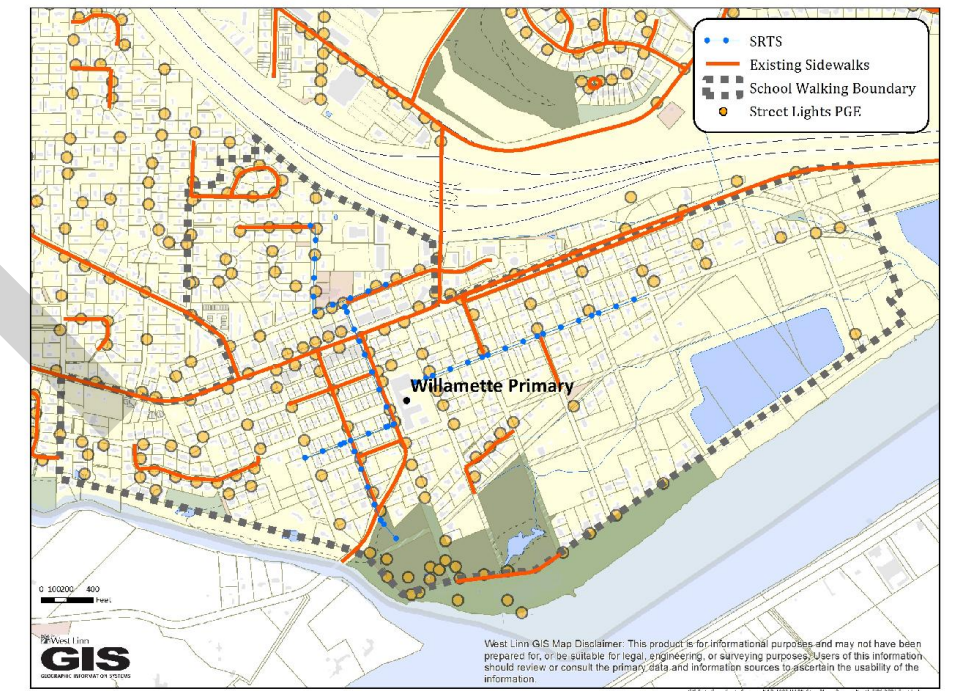 SRTS
Existing Sidewalks
School Walking Boundary
Street Lights PGE
Willamette Primary
0 100200 400
Feet
West Linn
GIS
GEOGRAPHIC INFORMATION SYSTEMS
West Linn GIS Map Disclaimer: This product is for informational purposes and may not have been
prepared for, or be suitable for legal, engineering, or surveying purposes. Users of this information
should review or consult the primary data and information sources to ascertain the usability of the
information.